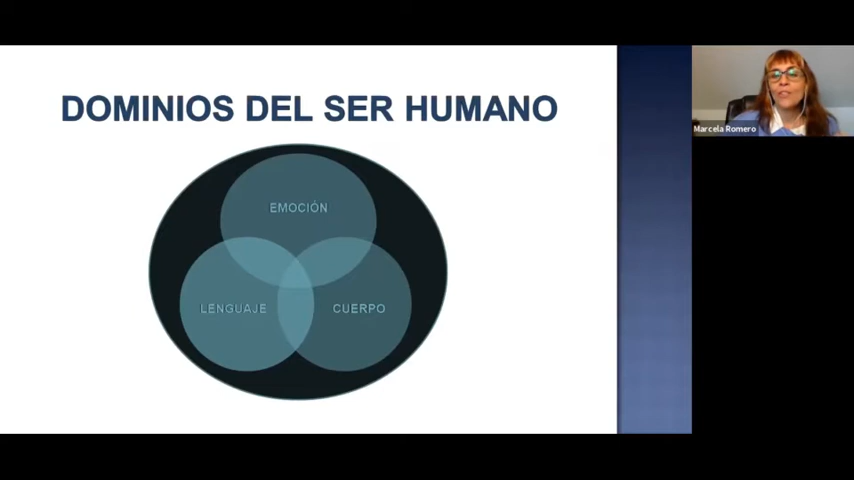 DOMINIOS DEL SER HUMANO
Marcela Romero
EMOCIÓN
LENGUAJE
CUERPO